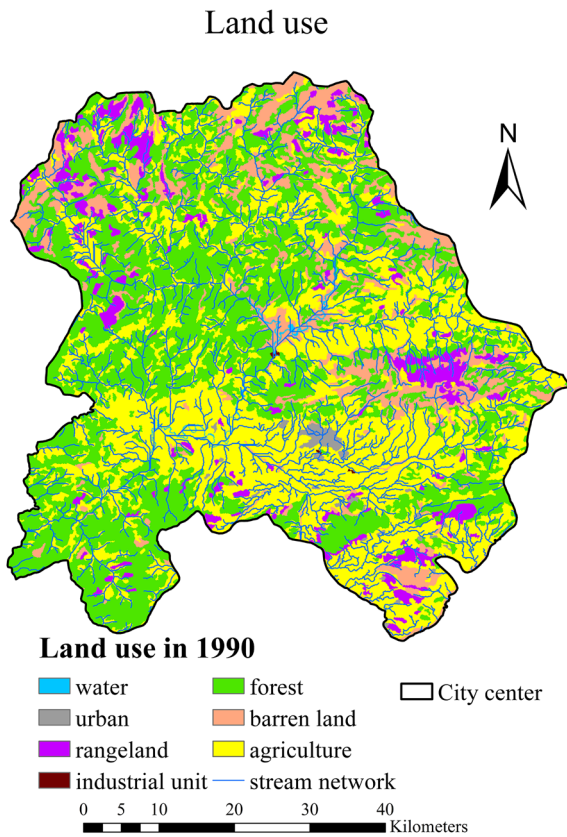 Land use
N
Land use in 1990
water
forest
City center
urban
barren land
rangeland
agriculture
industrial unit
stream network
0 5 10 20 30 40
Kilometers